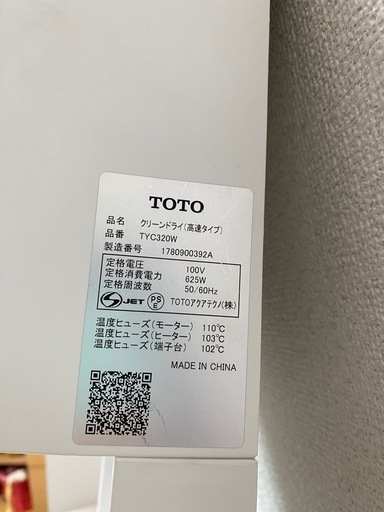 TOTO
品名 クリーンドライ(高速タイプ)
品番 TYC320W
製造番号 1780900392A
定格電圧 100V
定格消費電力 625W
定格周波数 50/60Hz
S JET PS E TOTOアクアテクノ(株)
温度ヒューズ(モーター) 110℃
温度ヒューズ(ヒーター) 103℃
温度ヒューズ(端子台) 102℃
MADE IN CHINA